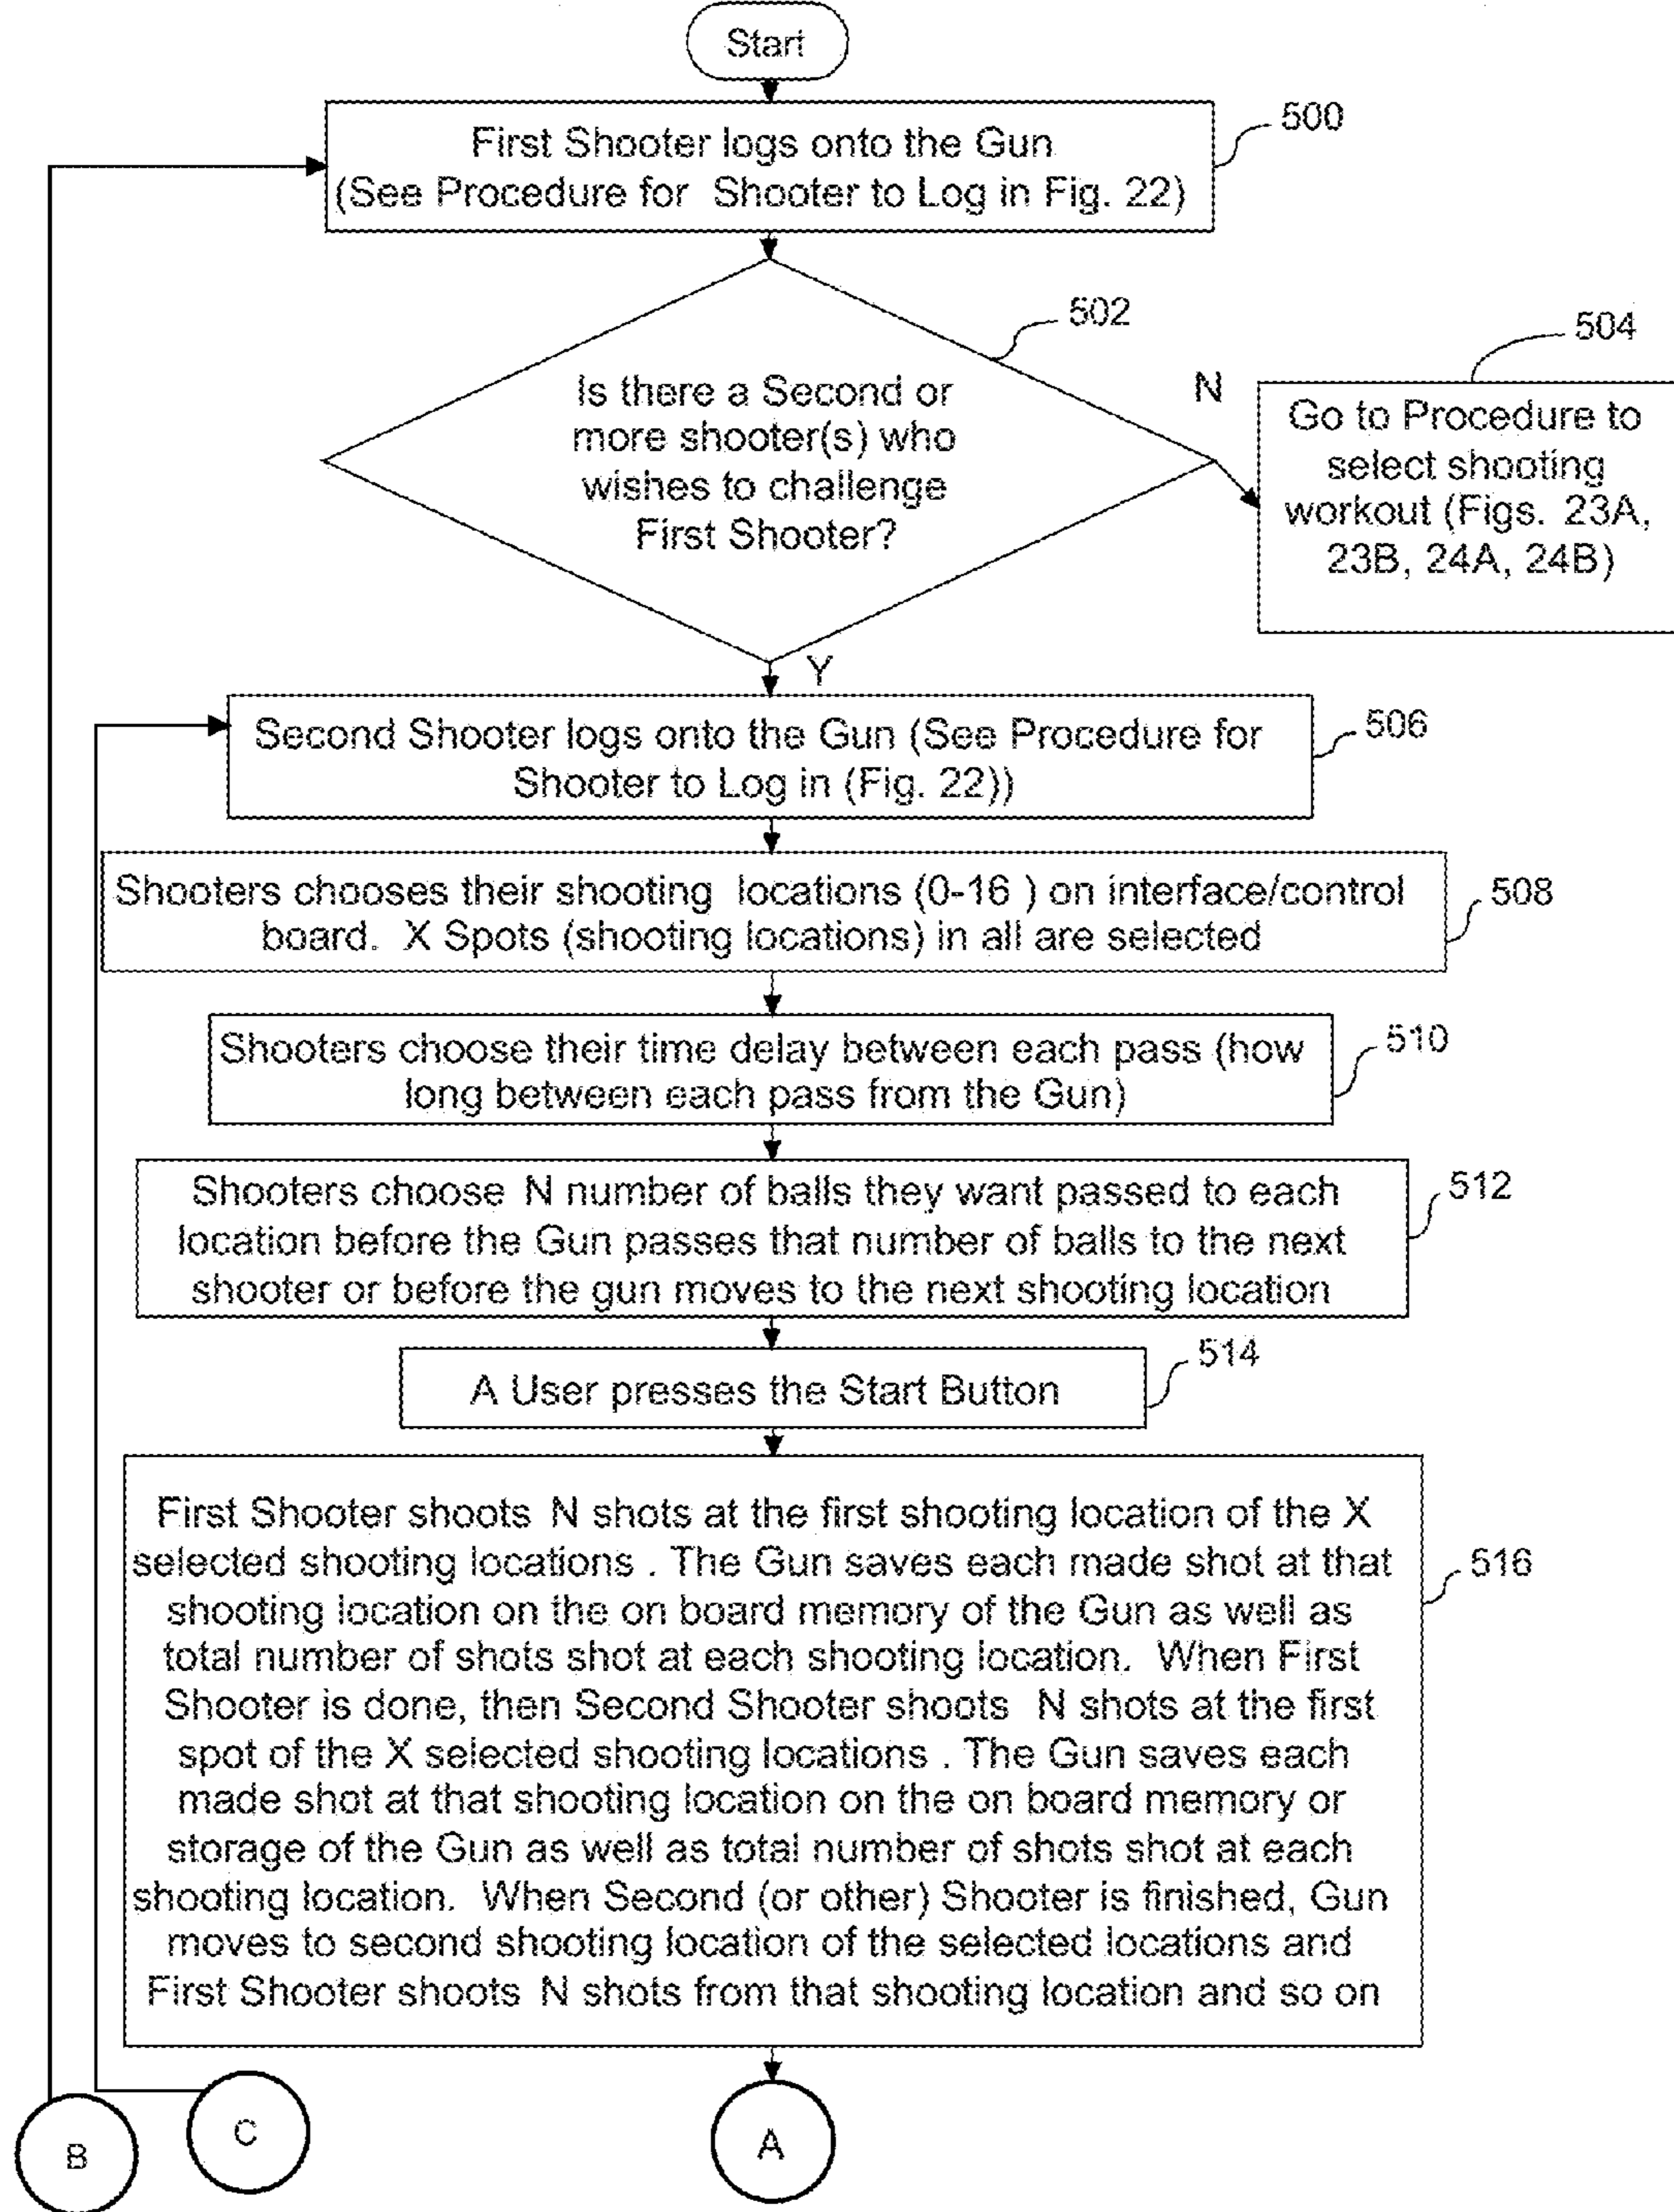 Start
First Shooter logs onto the Gun
(See Procedure for Shooter to Log in Fig. 22)
500
Is there a Second or
more shooter(s) who
wishes to challenge
First Shooter?
502
N
504
Go to Procedure to
select shooting
workout (Figs. 23A,
23B, 24A, 24B)
Y
Second Shooter logs onto the Gun (See Procedure for
Shooter to Log in (Fig. 22))
506
Shooters chooses their shooting locations (0-16 ) on interface/control
board. X Spots (shooting locations) in all are selected
508
Shooters choose their time delay between each pass (how
long between each pass from the Gun)
510
Shooters choose N number of balls they want passed to each
location before the Gun passes that number of balls to the next
shooter or before the gun moves to the next shooting location
512
A User presses the Start Button
514
First Shooter shoots N shots at the first shooting location of the X
selected shooting locations . The Gun saves each made shot at that
shooting location on the on board memory of the Gun as well as
total number of shots shot at each shooting location. When First
Shooter is done, then Second Shooter shoots N shots at the first
spot of the X selected shooting locations . The Gun saves each
made shot at that shooting location on the on board memory or
storage of the Gun as well as total number of shots shot at each
shooting location. When Second (or other) Shooter is finished, Gun
moves to second shooting location of the selected locations and
First Shooter shoots N shots from that shooting location and so on
516
B
C
A